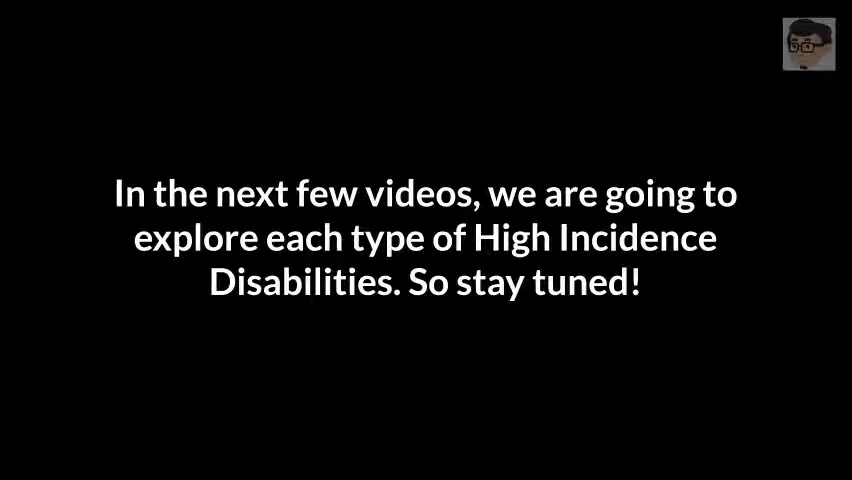 In the next few videos, we are going to
explore each type of High Incidence
Disabilities. So stay tuned!